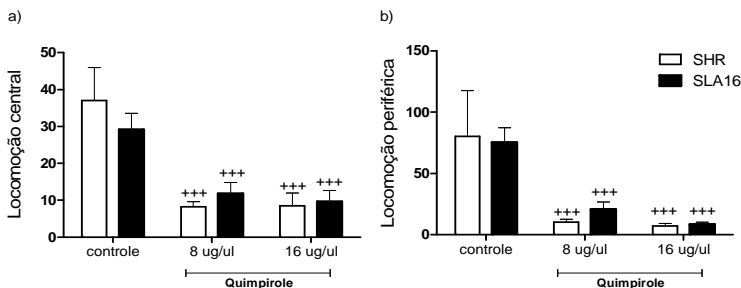 a)
Locomoção central
50
40
30
20
10
0
+++
+++
+++
+++
controle
8 ug/ul
16 ug/ul
Quimpirole
b)
Locomoção periférica
150
100
50
0
SHR
SLA16
+++
+++
+++
+++
controle
8 ug/ul
16 ug/ul
Quimpirole